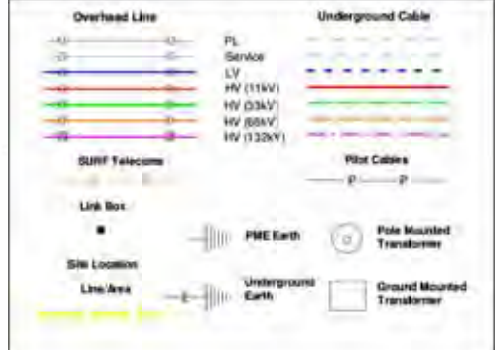 Overhead Line
Underground Cable
PL
Service
LV
HV (11kV)
HV (33kV)
HV (66kV)
HV (132kV)
SURF Telecoms
Pilot Cables
P P
Link Box
PME Earth
Pole Mounted
Transformer
Site Location
Line/Area
Underground
Earth
Ground Mounted
Transformer